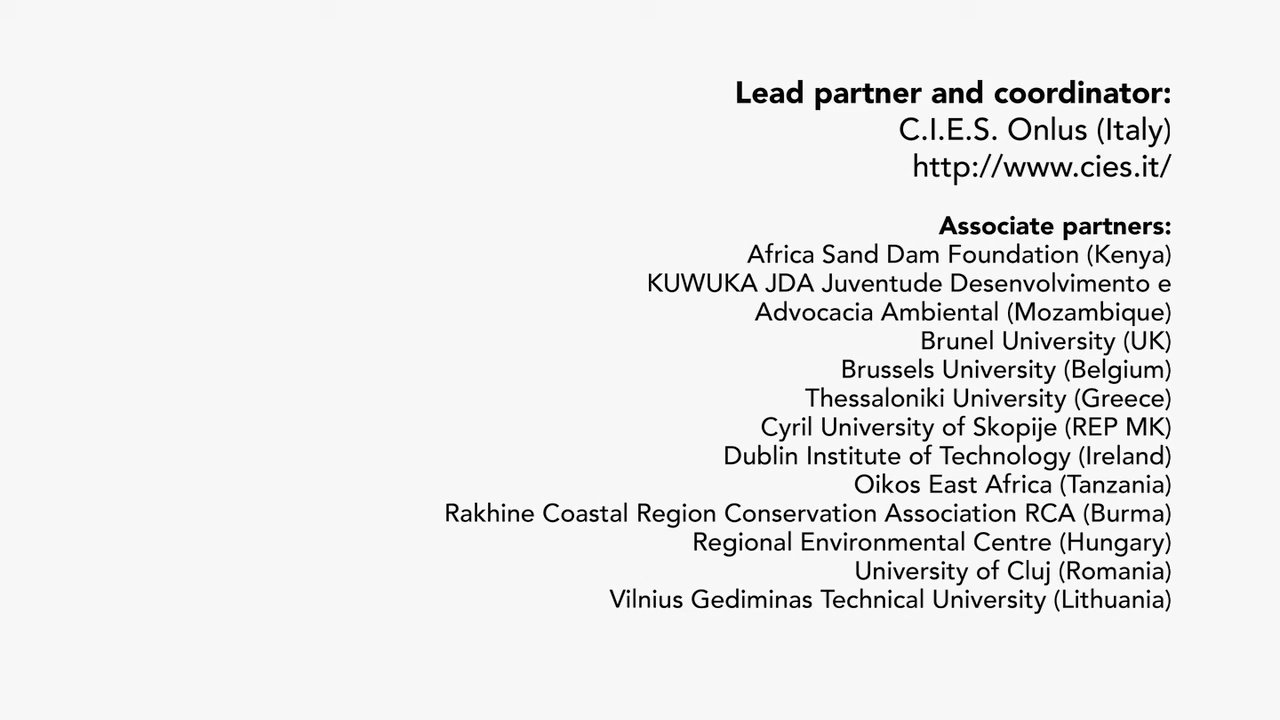 Lead partner and coordinator:
C.I.E.S. Onlus (Italy)
http://www.cies.it/
Associate partners:
Africa Sand Dam Foundation (Kenya)
KUWUKA JDA Juventude Desenvolvimento e
Advocacia Ambiental (Mozambique)
Brunel University (UK)
Brussels University (Belgium)
Thessaloniki University (Greece)
Cyril University of Skopije (REP MK)
Dublin Institute of Technology (Ireland)
Oikos East Africa (Tanzania)
Rakhine Coastal Region Conservation Association RCA (Burma)
Regional Environmental Centre (Hungary)
University of Cluj (Romania)
Vilnius Gediminas Technical University (Lithuania)